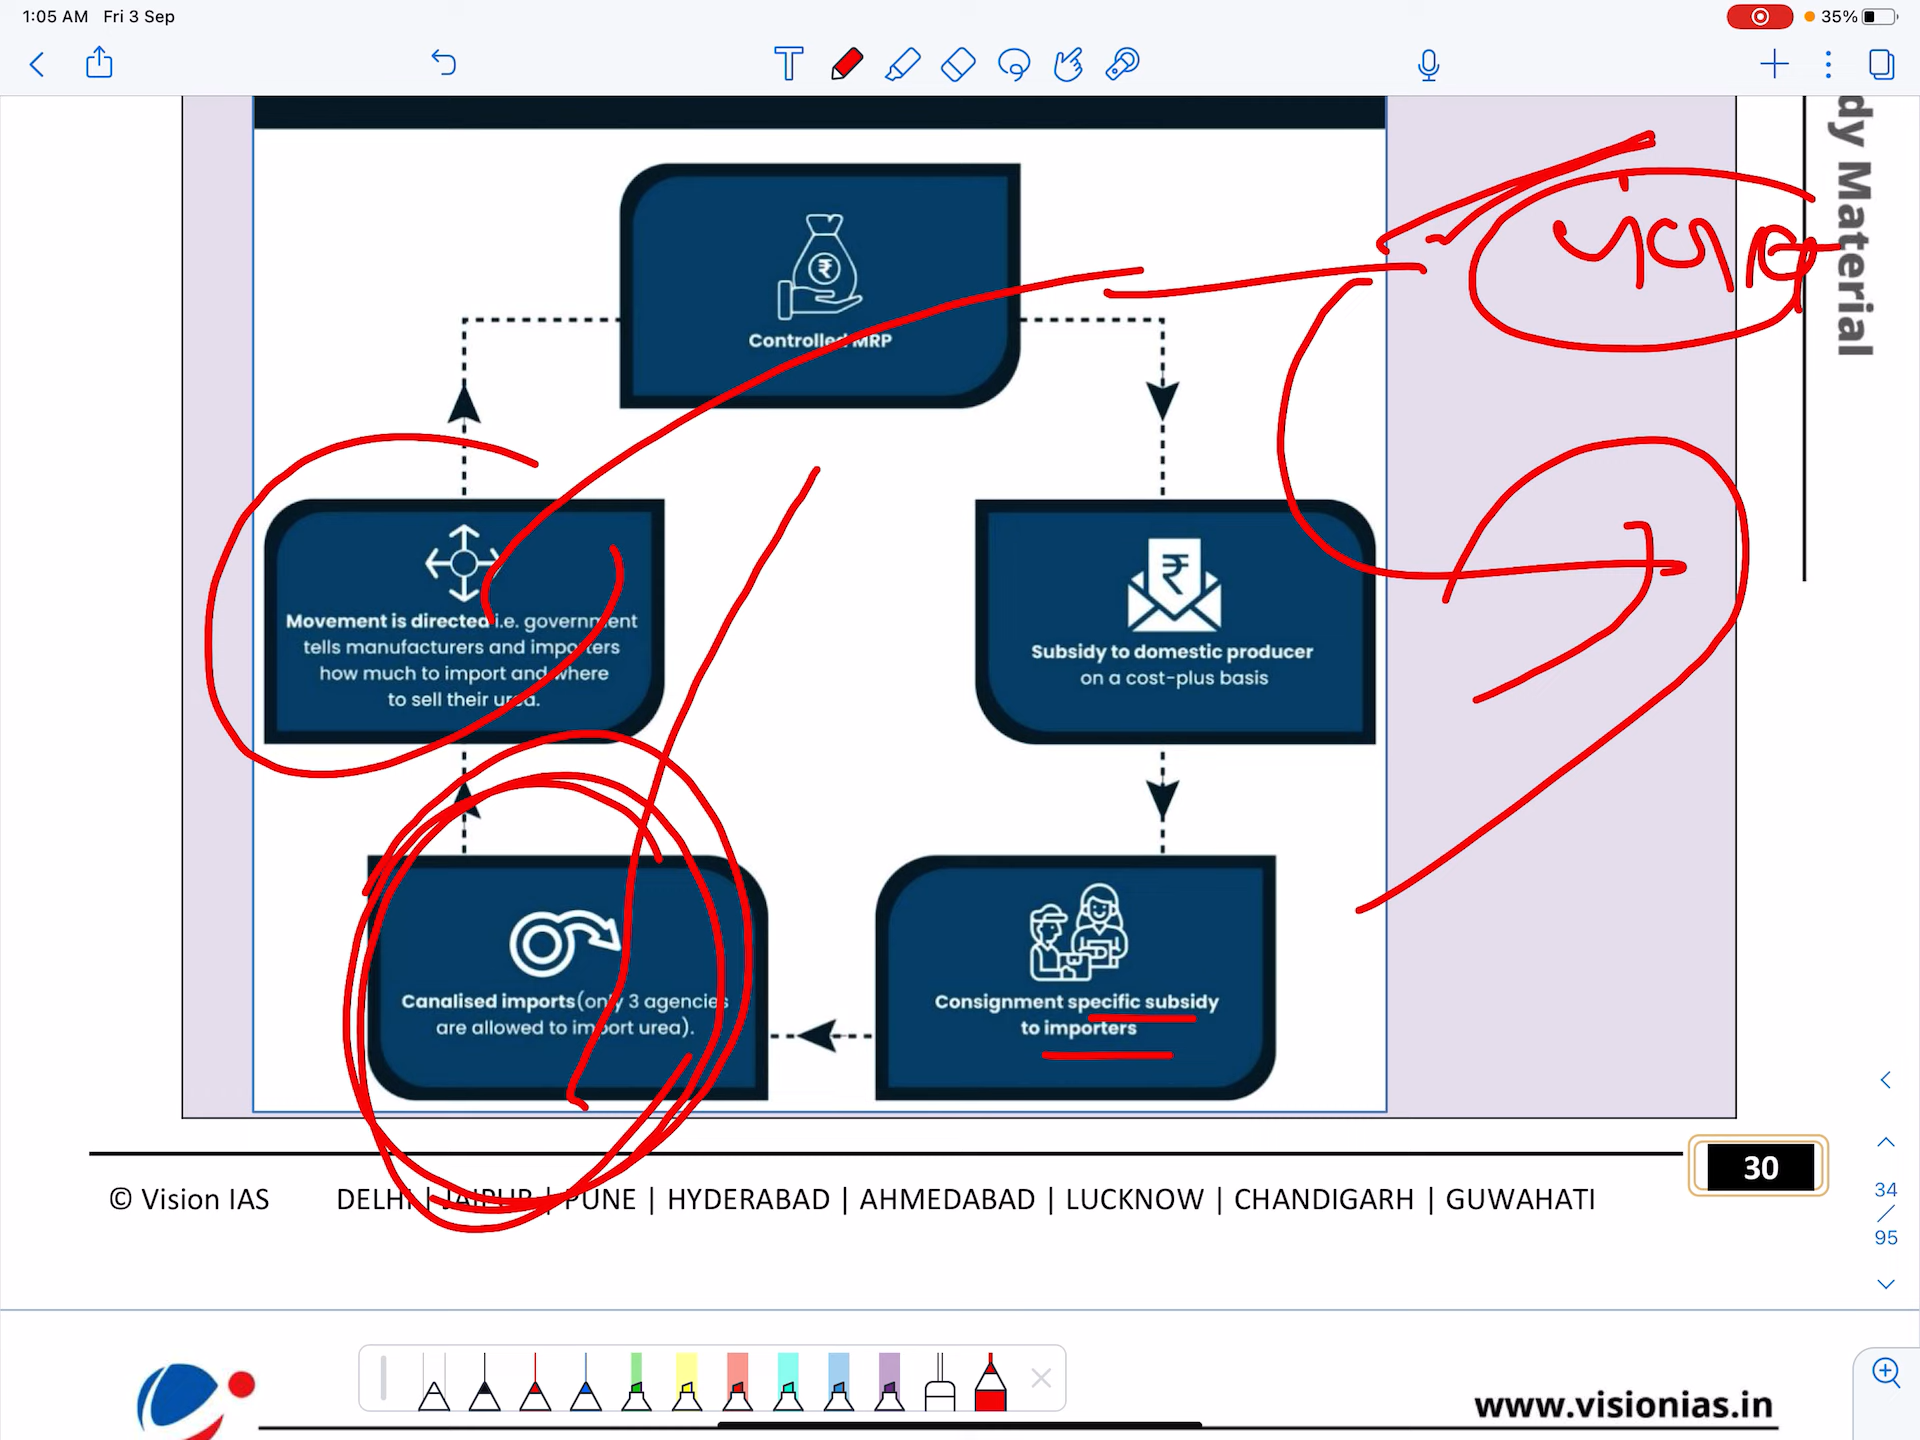 1:05 AM Fri 3 Sep
35%
dy Material
Controlled MRP
Movement is directed i.e. government
tells manufacturers and importers
how much to import and where
to sell their urea.
Subsidy to domestic producer
on a cost-plus basis
Canalised imports(only 3 agencies
are allowed to import urea).
Consignment specific subsidy
to importers
30
© Vision IAS DELHI | JAIPUR | PUNE | HYDERABAD | AHMEDABAD | LUCKNOW | CHANDIGARH | GUWAHATI
34
/
95
www.visionias.in